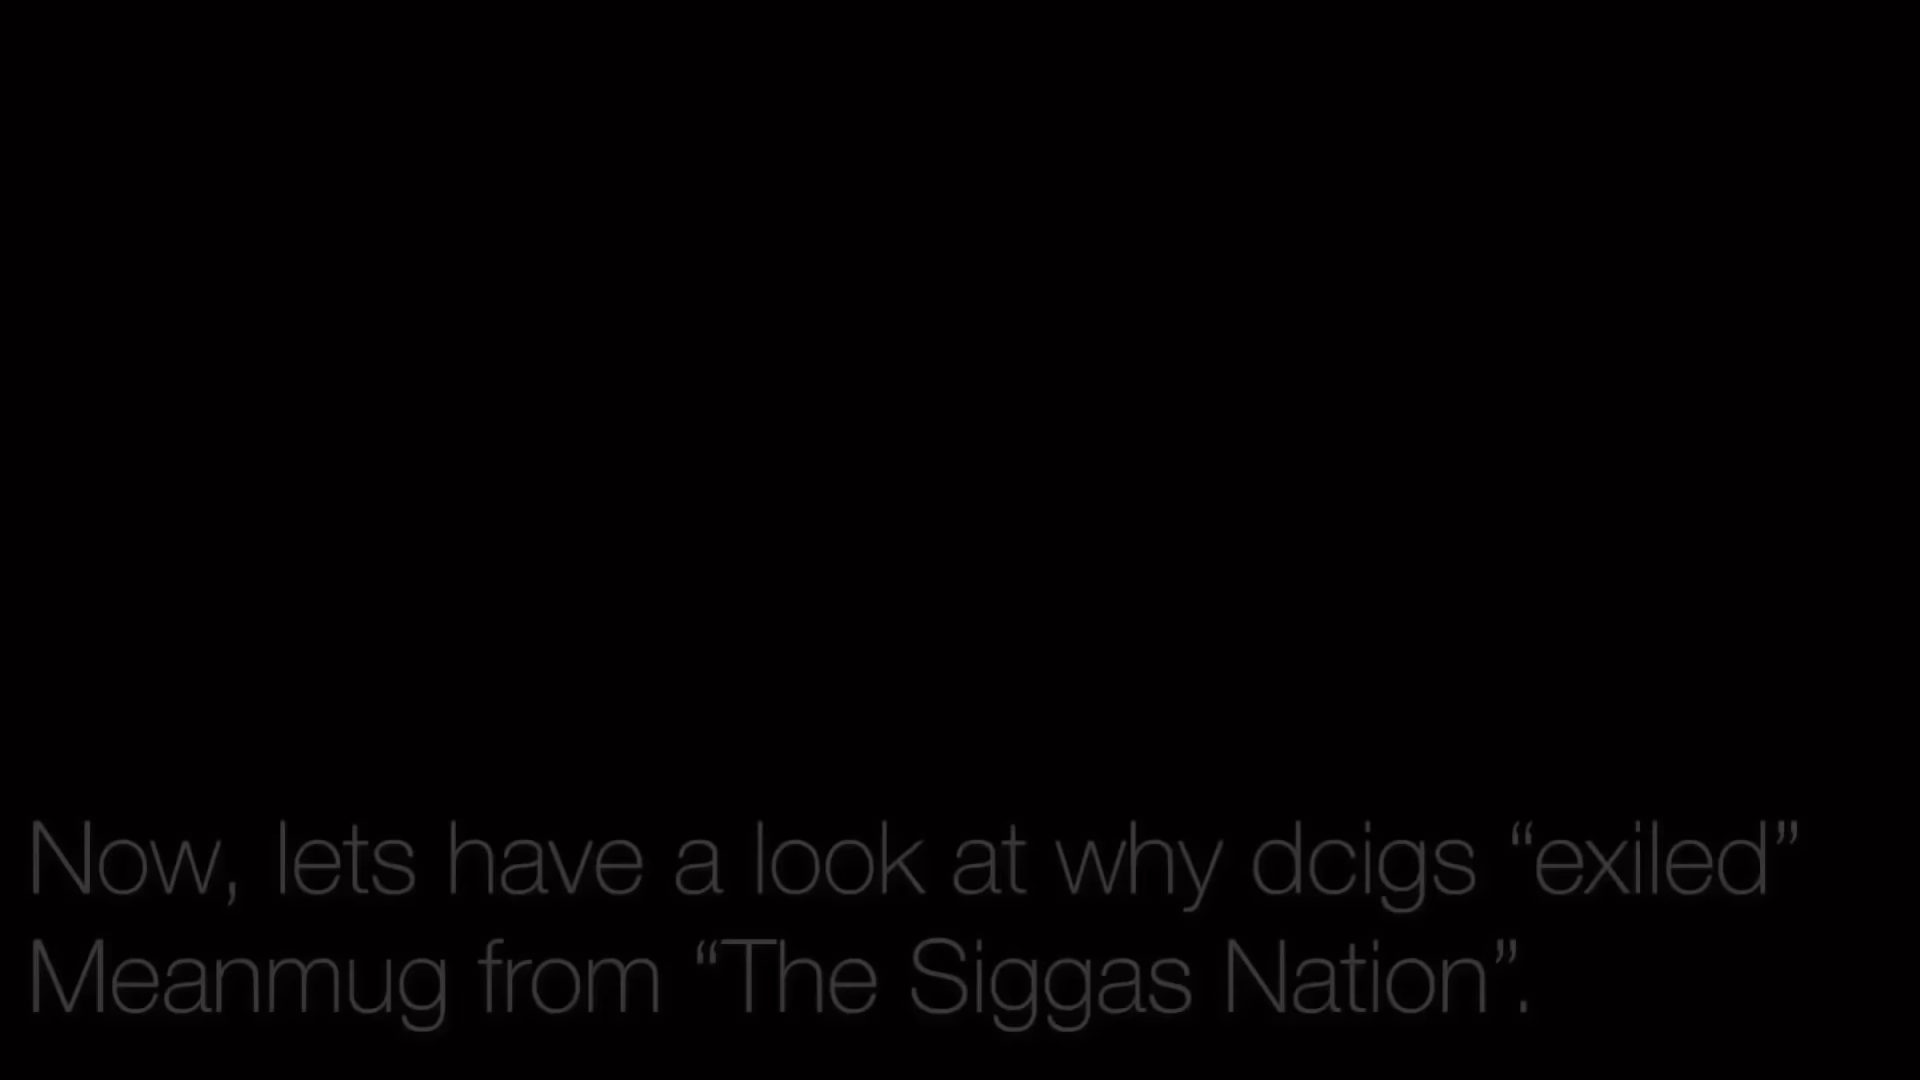 Now, lets have a look at why dcigs “exiled”
Meanmug from “The Siggas Nation”.